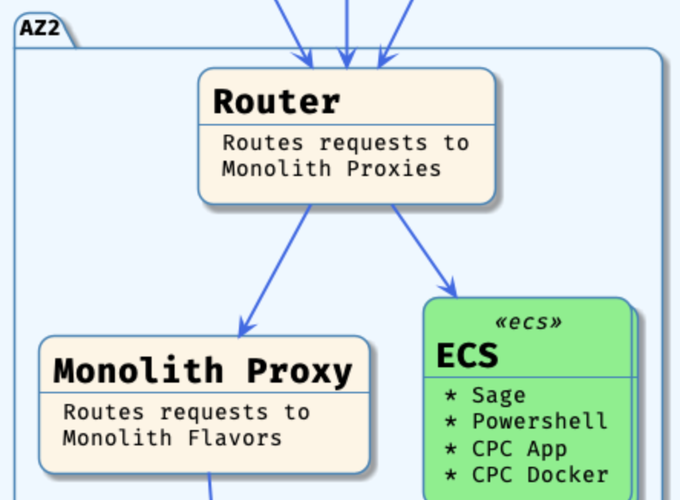 AZ2
Router
Routes requests to
Monolith Proxies
Monolith Proxy
Routes requests to
Monolith Flavors
«ecs»
ECS
* Sage
* Powershell
* CPC App
* CPC Docker